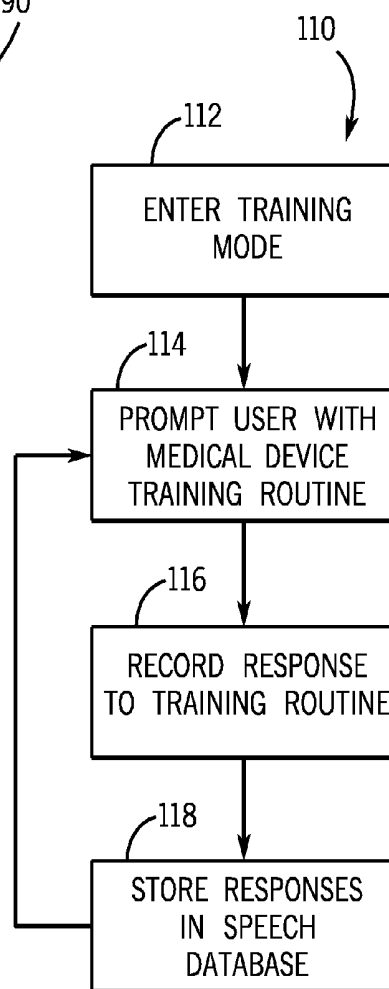 90
110
112
ENTER TRAINING
MODE
114
PROMPT USER WITH
MEDICAL DEVICE
TRAINING ROUTINE
116
RECORD RESPONSE
TO TRAINING ROUTINE
118
STORE RESPONSES
IN SPEECH
DATABASE